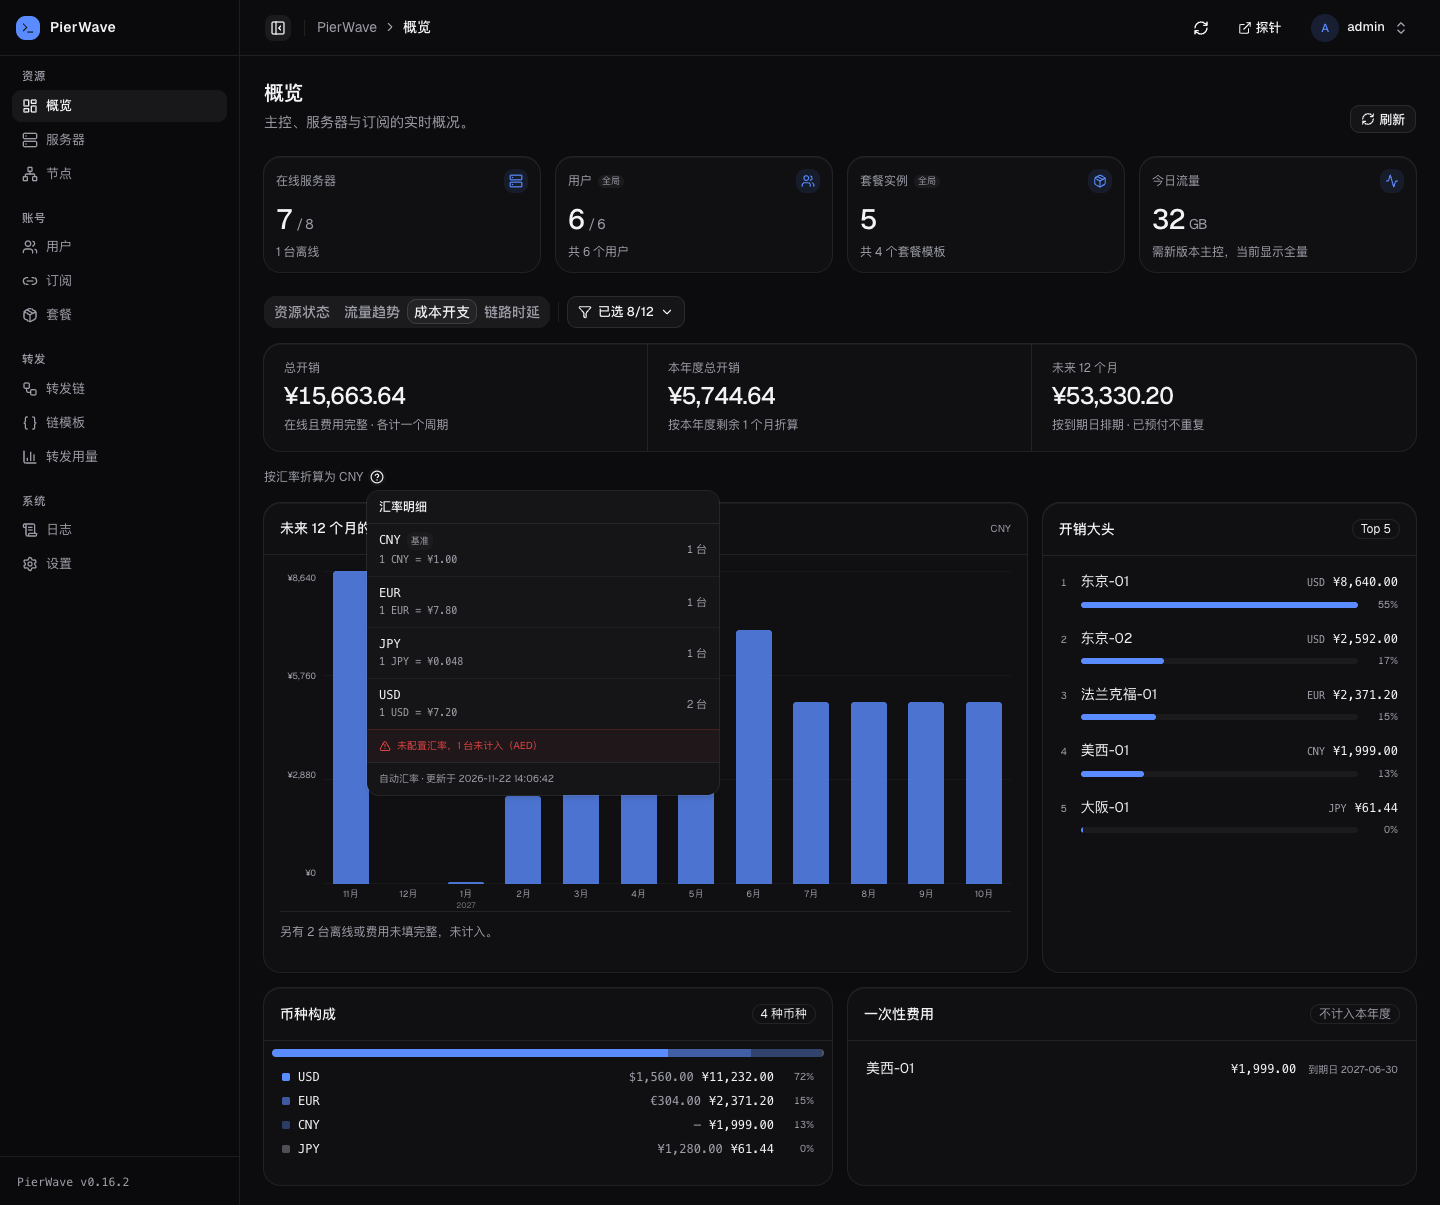 PierWave
资源
概览
服务器
节点
账号
用户
订阅
套餐
转发
转发链
链模板
转发用量
系统
日志
设置
PierWave v0.16.2
PierWave > 概览
探针
A admin
概览
主控、服务器与订阅的实时概况。
刷新
在线服务器
7 / 8
1 台离线
用户 全局
6 / 6
共 6 个用户
套餐实例 全局
5
共 4 个套餐模板
今日流量
32 GB
需新版本主控，当前显示全量
资源状态 流量趋势 成本开支 链路时延
已选 8/12
总开销
¥15,663.64
在线且费用完整 · 各计一个周期
本年度总开销
¥5,744.64
按本年度剩余 1 个月折算
未来 12 个月
¥53,330.20
按到期日排期 · 已预付不重复
按汇率折算为 CNY
未来 12 个月的
CNY
汇率明细
CNY 基准
1 CNY = ¥1.00
1 台
EUR
1 EUR = ¥7.80
1 台
JPY
1 JPY = ¥0.048
1 台
USD
1 USD = ¥7.20
2 台
未配置汇率，1 台未计入（AED）
自动汇率 · 更新于 2026-11-22 14:06:42
¥8,640
¥5,760
¥2,880
¥0
11月 12月 1月 2月 3月 4月 5月 6月 7月 8月 9月 10月
2027
另有 2 台离线或费用未填完整，未计入。
开销大头
Top 5
1 东京-01 USD ¥8,640.00
55%
2 东京-02 USD ¥2,592.00
17%
3 法兰克福-01 EUR ¥2,371.20
15%
4 美西-01 CNY ¥1,999.00
13%
5 大阪-01 JPY ¥61.44
0%
币种构成
4 种币种
USD $1,560.00 ¥11,232.00 72%
EUR €304.00 ¥2,371.20 15%
CNY — ¥1,999.00 13%
JPY ¥1,280.00 ¥61.44 0%
一次性费用
不计入本年度
美西-01 ¥1,999.00 到期日 2027-06-30